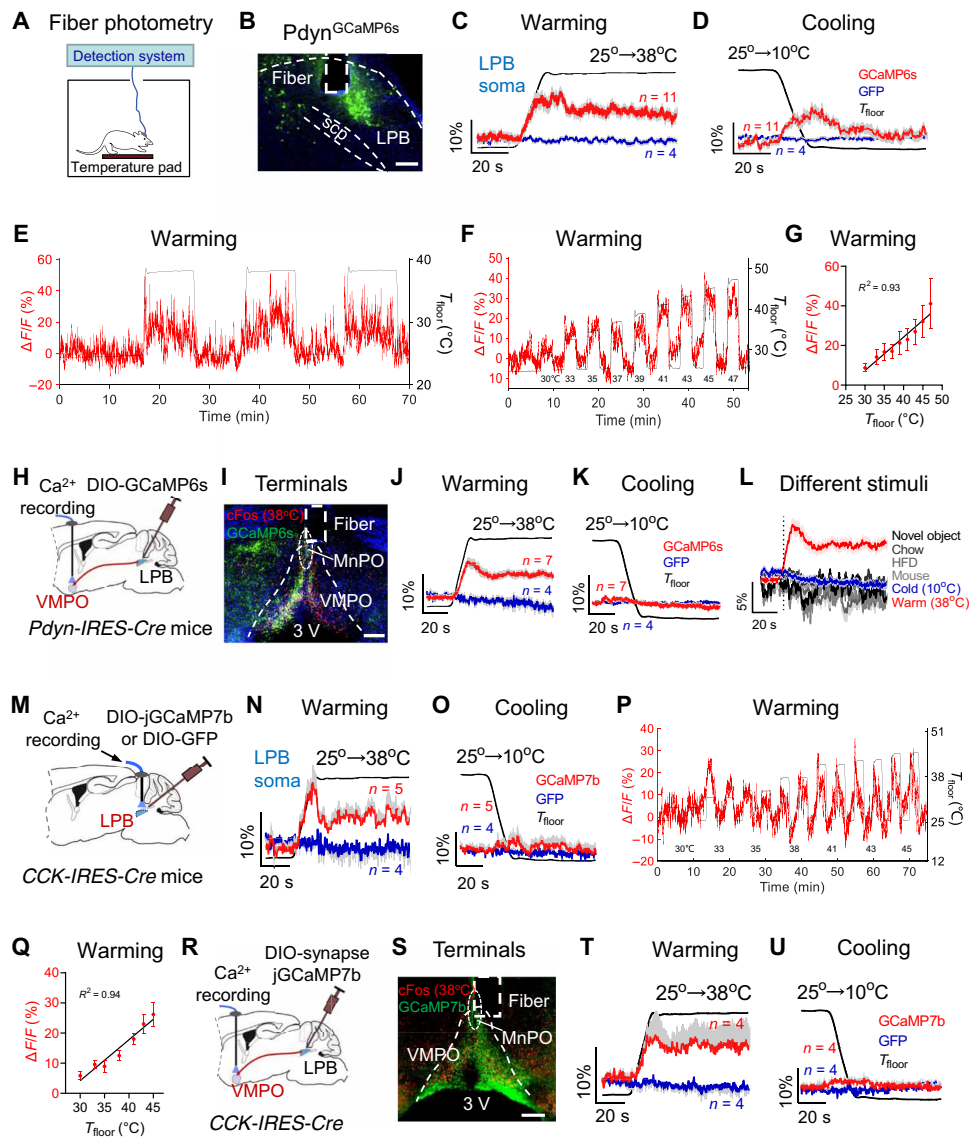 A Fiber photometry
Detection system
Temperature pad
B Pdyn^GCaMP6s
Fiber
scp
LPB
C Warming
LPB
soma
25°→38°C
n = 11
n = 4
10%
20 s
D Cooling
25°→10°C
GCaMP6s
GFP
T_floor
n = 11
n = 4
10%
20 s
E Warming
ΔF/F (%)
60
50
40
30
20
10
0
−20
40
30
20
T_floor
(°C)
0 10 20 30 40 50 60 70
Time (min)
F Warming
ΔF/F (%)
50
40
30
20
10
0
10
50
40
30
T_floor (°C)
30℃ 33 35 37 39 41 43 45 47
0 10 20 30 40 50
Time (min)
G Warming
R² = 0.93
ΔF/F (%)
60
40
20
0
25 30 35 40 45 50
T_floor (°C)
H
Ca²⁺ DIO-GCaMP6s
recording
LPB
VMPO
Pdyn-IRES-Cre mice
I Terminals
cFos (38°C)
GCaMP6s
Fiber
MnPO
VMPO
3 V
J Warming
25°→38°C
n = 7
n = 4
10%
20 s
K Cooling
25°→10°C
GCaMP6s
GFP
T_floor
n = 7
n = 4
10%
20 s
L Different stimuli
Novel object
Chow
HFD
Mouse
Cold (10°C)
Warm (38°C)
5%
20 s
M
Ca²⁺ DIO-jGCaMP7b
recording or DIO-GFP
LPB
CCK-IRES-Cre mice
N Warming
LPB
soma
25°→38°C
n = 5
n = 4
10%
20 s
O Cooling
25°→10°C
GCaMP7b
GFP
T_floor
n = 5
n = 4
10%
20 s
P Warming
ΔF/F (%)
40
30
20
10
0
−10
−20
51
38
25
12
T_floor (°C)
30℃ 33 35 38 41 43 45
0 10 20 30 40 50 60 70
Time (min)
Q Warming
R² = 0.94
ΔF/F (%)
40
30
20
10
0
30 35 40 45
T_floor (°C)
R
DIO-synapse
Ca²⁺ jGCaMP7b
recording
LPB
VMPO
CCK-IRES-Cre
S Terminals
cFos (38°C)
GCaMP7b
Fiber
MnPO
VMPO
3 V
T Warming
25°→38°C
n = 4
n = 4
10%
20 s
U Cooling
25°→10°C
GCaMP7b
GFP
T_floor
n = 4
n = 4
10%
20 s